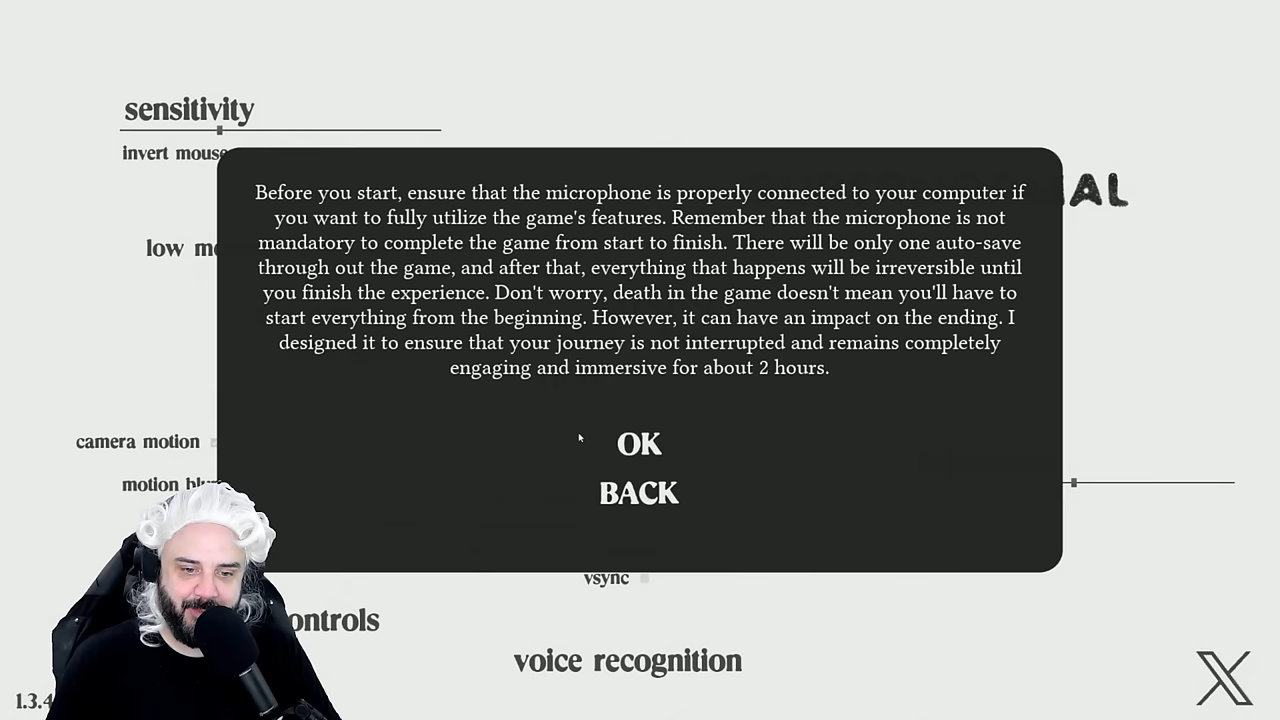 sensitivity
invert mouse
Before you start, ensure that the microphone is properly connected to your computer if
you want to fully utilize the game's features. Remember that the microphone is not
mandatory to complete the game from start to finish. There will be only one auto-save
through out the game, and after that, everything that happens will be irreversible until
you finish the experience. Don't worry, death in the game doesn't mean you'll have to
start everything from the beginning. However, it can have an impact on the ending. I
designed it to ensure that your journey is not interrupted and remains completely
engaging and immersive for about 2 hours.
low
OK
camera motion
BACK
motion
vsync
voice recognition
1.3.4